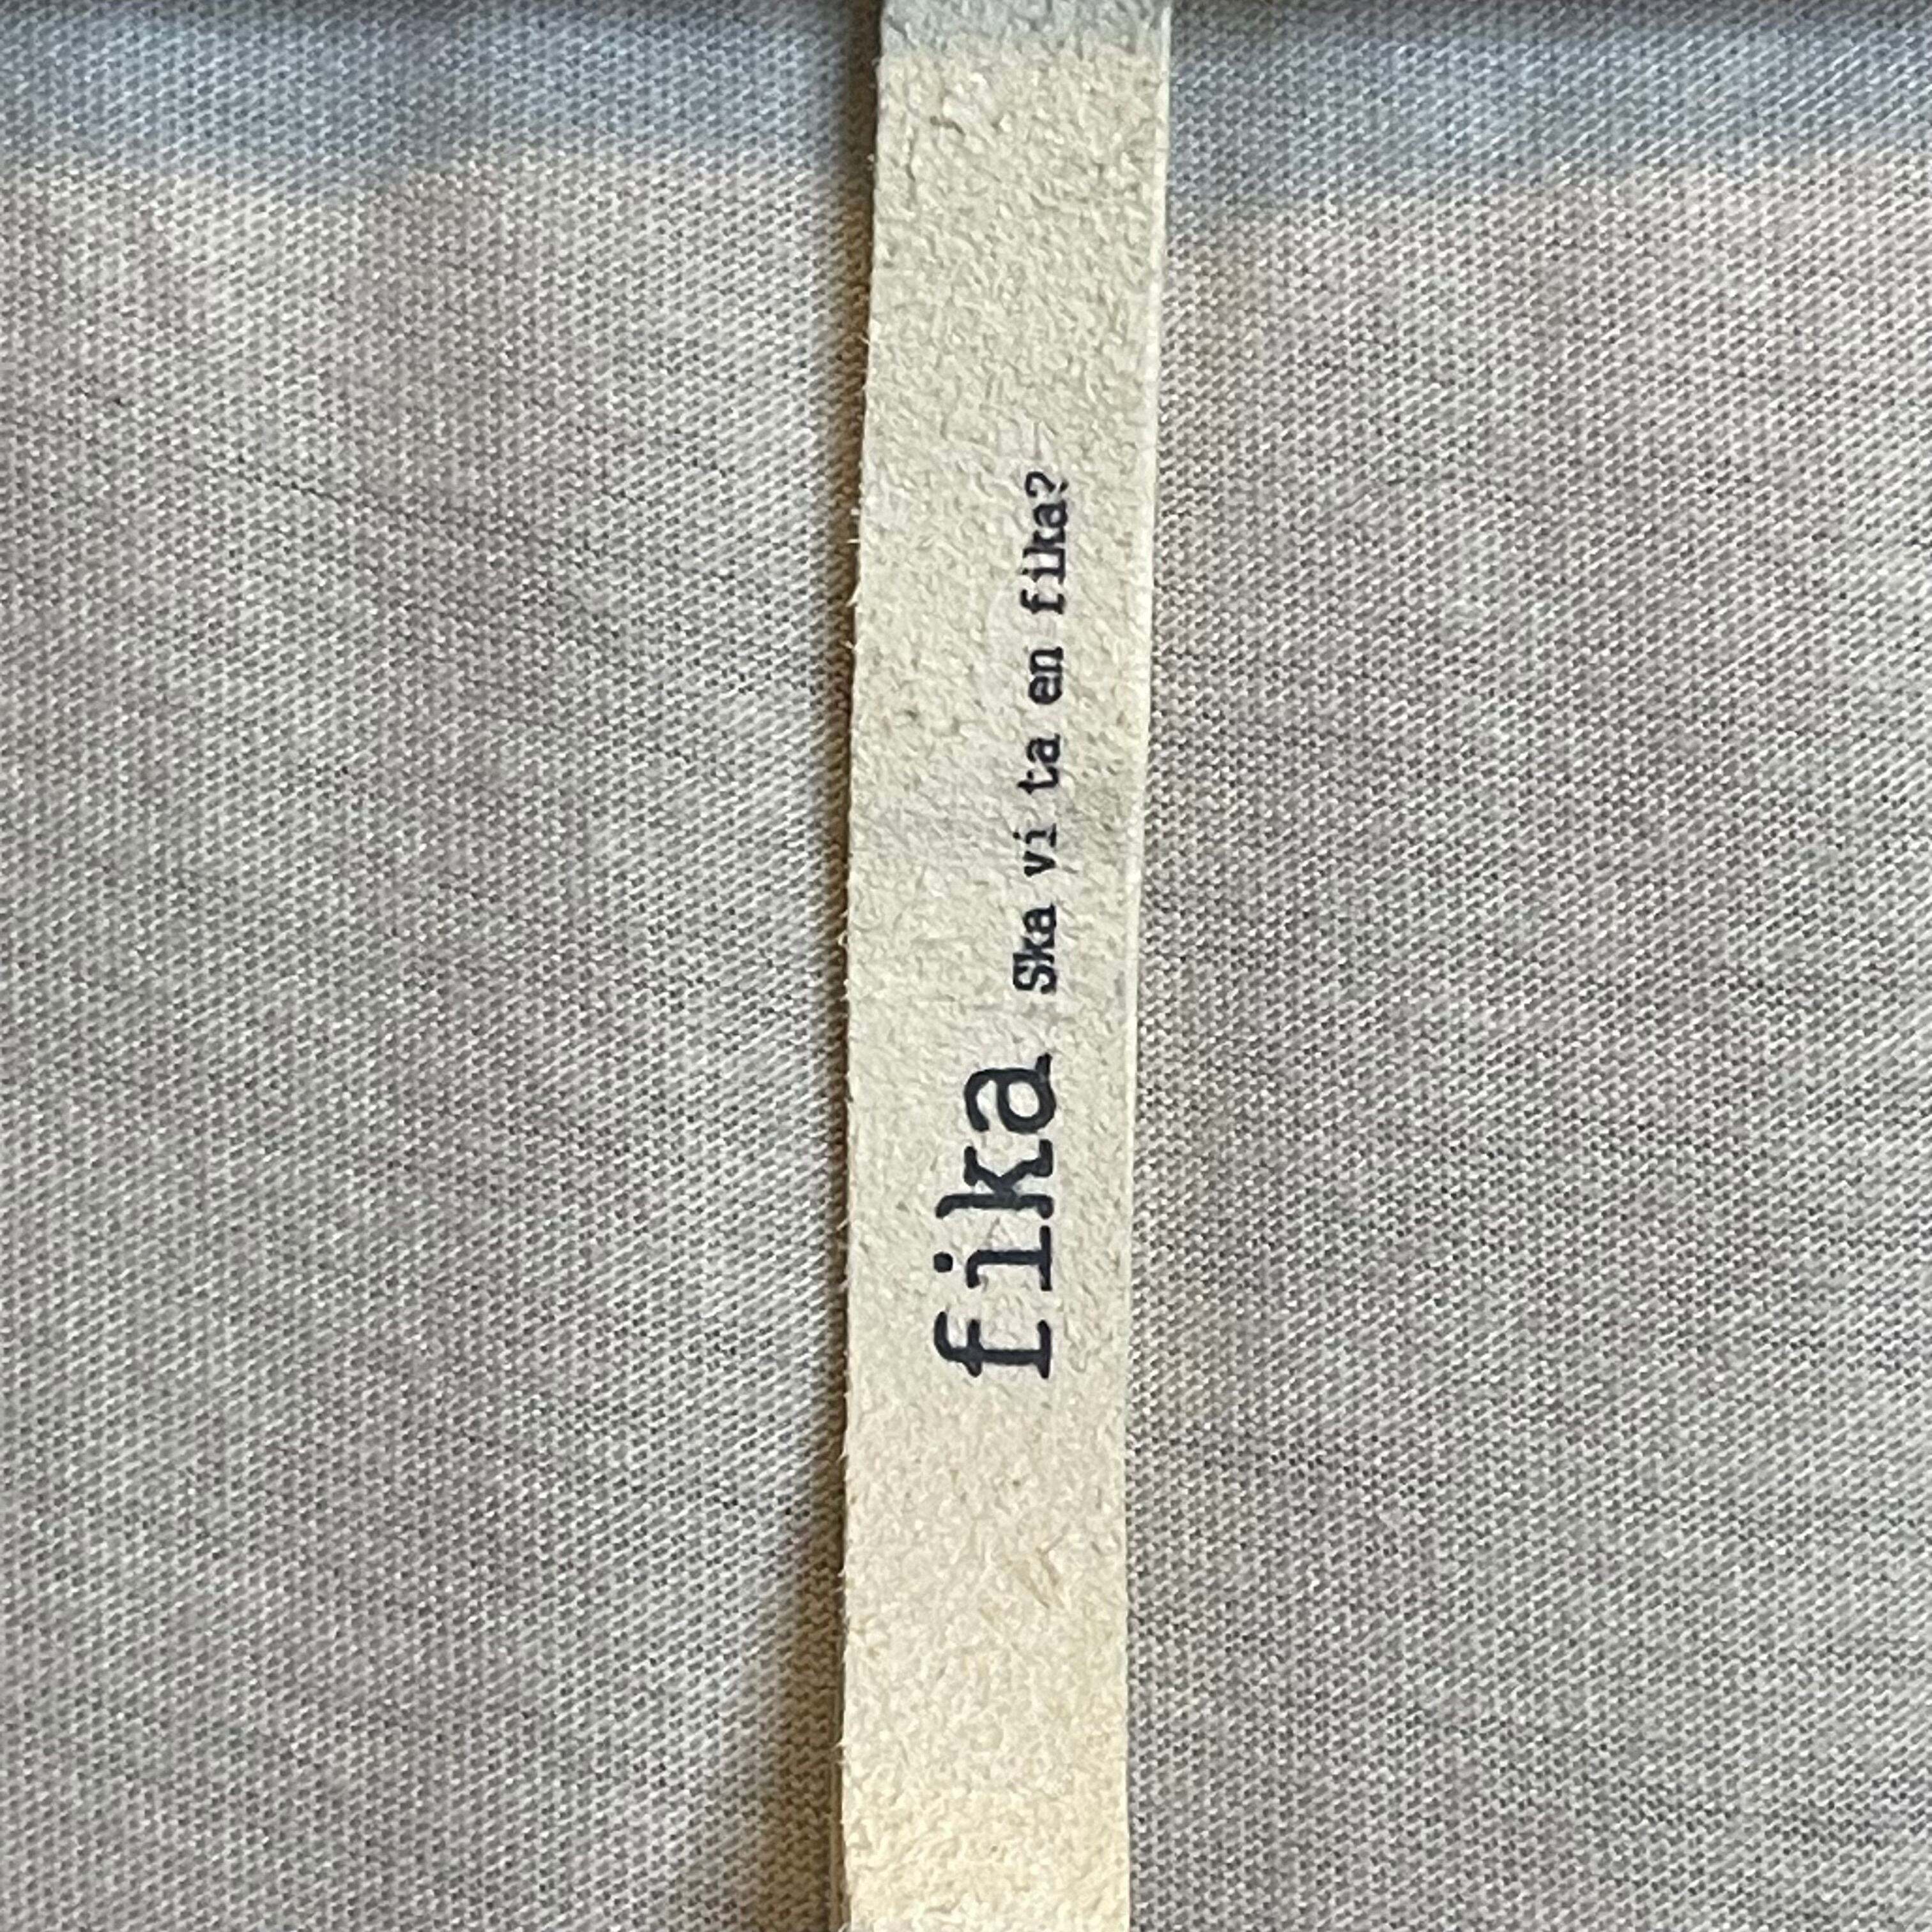 fika Ska vi ta en fika?